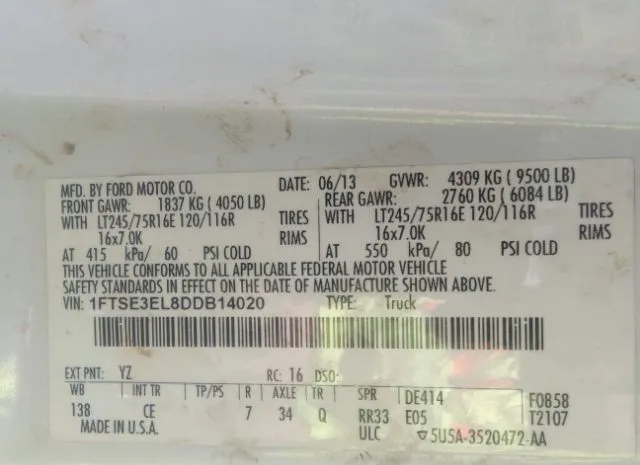 MFD. BY FORD MOTOR CO. DATE: 06/13 GVWR: 4309 KG ( 9500 LB)
FRONT GAWR: 1837 KG ( 4050 LB) REAR GAWR: 2760 KG ( 6084 LB)
WITH LT245/75R16E 120/116R TIRES WITH LT245/75R16E 120/116R TIRES
16x7.0K RIMS 16x7.0K RIMS
AT 415 kPa/ 60 PSI COLD AT 550 kPa/ 80 PSI COLD
THIS VEHICLE CONFORMS TO ALL APPLICABLE FEDERAL MOTOR VEHICLE
SAFETY STANDARDS IN EFFECT ON THE DATE OF MANUFACTURE SHOWN ABOVE.
VIN: 1FTSE3EL8DDB14020 TYPE: Truck
EXT PNT: YZ RC: 16 DSO:
WB INT TR TP/PS R AXLE TR SPR DE414 F0858
138 CE 7 34 Q RR33 E05 T2107
MADE IN U.S.A. ULC ▽5U5A-3520472-AA